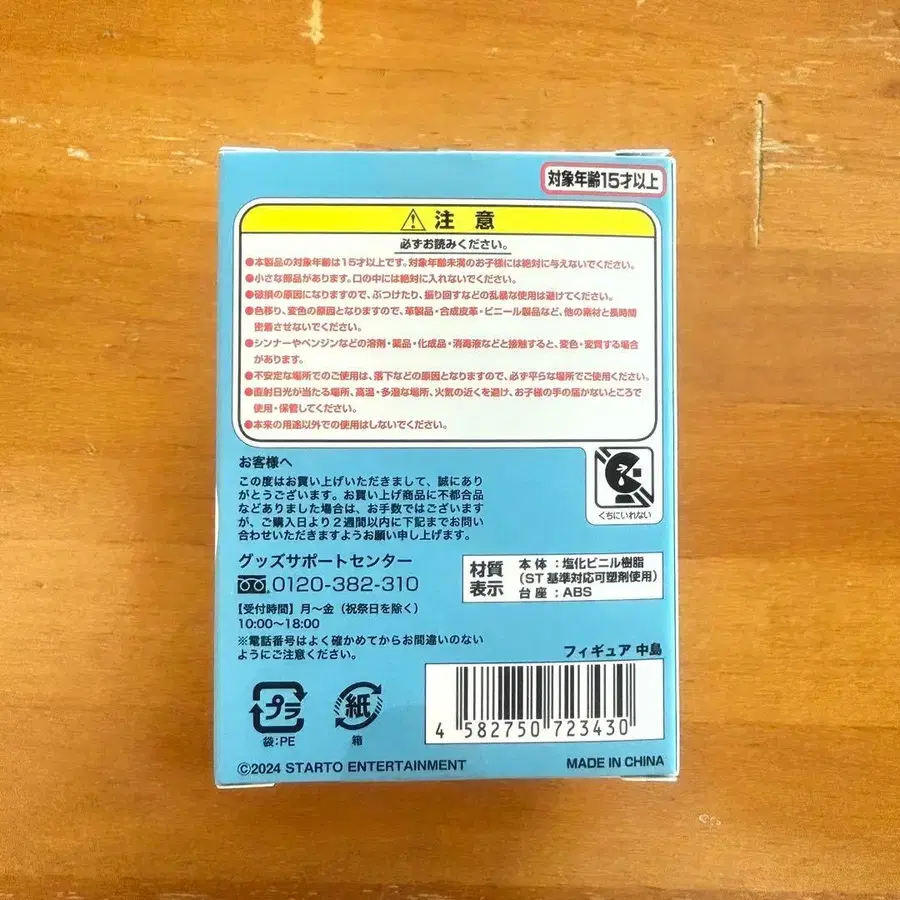 対象年齢15才以上
注意
必ずお読みください。
●本製品の対象年齢は15才以上です。対象年齢未満のお子様には絶対に与えないでください。
●小さな部品があります。口の中には絶対に入れないでください。
●破損の原因になりますので、ぶつけたり、振り回すなどの乱暴な使用は避けてください。
●色移り、変色の原因となりますので、革製品・合成皮革・ビニール製品など、他の素材と長時間
密着させないでください。
●シンナーやベンジンなどの溶剤・薬品・化成品・消毒液などと接触すると、変色・変質する場合
があります。
●不安定な場所でのご使用は、落下などの原因となりますので、必ず平らな場所でご使用ください。
●直射日光が当たる場所、高温・多湿な場所、火気の近くを避け、お子様の手の届かないところで
使用・保管してください。
●本来の用途以外での使用はしないでください。
くちにいれない
お客様へ
この度はお買い上げいただきまして、誠にあり
がとうございます。お買い上げ商品に不都合品
などありました場合は、お手数ではございます
が、ご購入日より2週間以内に下記までお問い
合わせいただきますようお願い申し上げます。
グッズサポートセンター
0120-382-310
【受付時間】月～金（祝祭日を除く）
10:00～18:00
※電話番号はよく確かめてからお間違いのない
ようにご注意ください。
材質表示
本体：塩化ビニル樹脂
（ST基準対応可塑剤使用）
台座：ABS
フィギュア 中島
プラ
袋:PE
紙
箱
4 582750 723430
©2024 STARTO ENTERTAINMENT
MADE IN CHINA